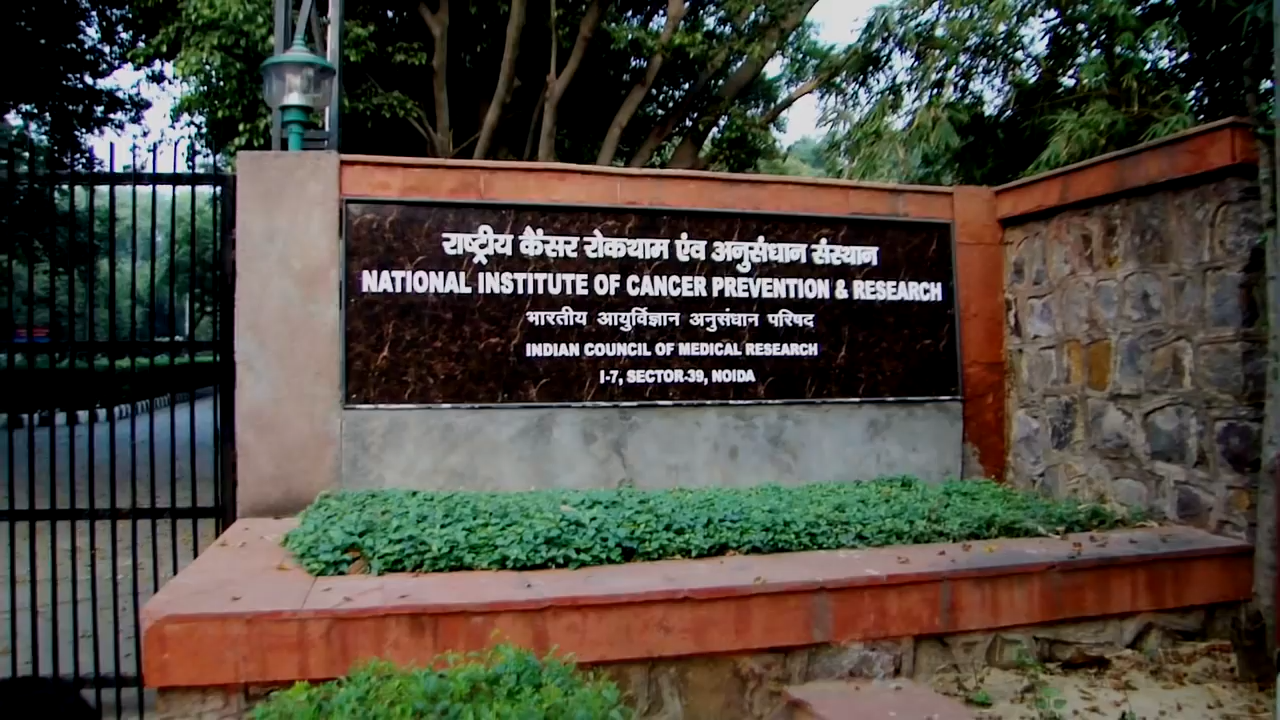 राष्ट्रीय कैंसर रोकथाम एंव अनुसंधान संस्थान
NATIONAL INSTITUTE OF CANCER PREVENTION & RESEARCH
भारतीय आयुर्विज्ञान अनुसंधान परिषद
INDIAN COUNCIL OF MEDICAL RESEARCH
I-7, SECTOR-39, NOIDA